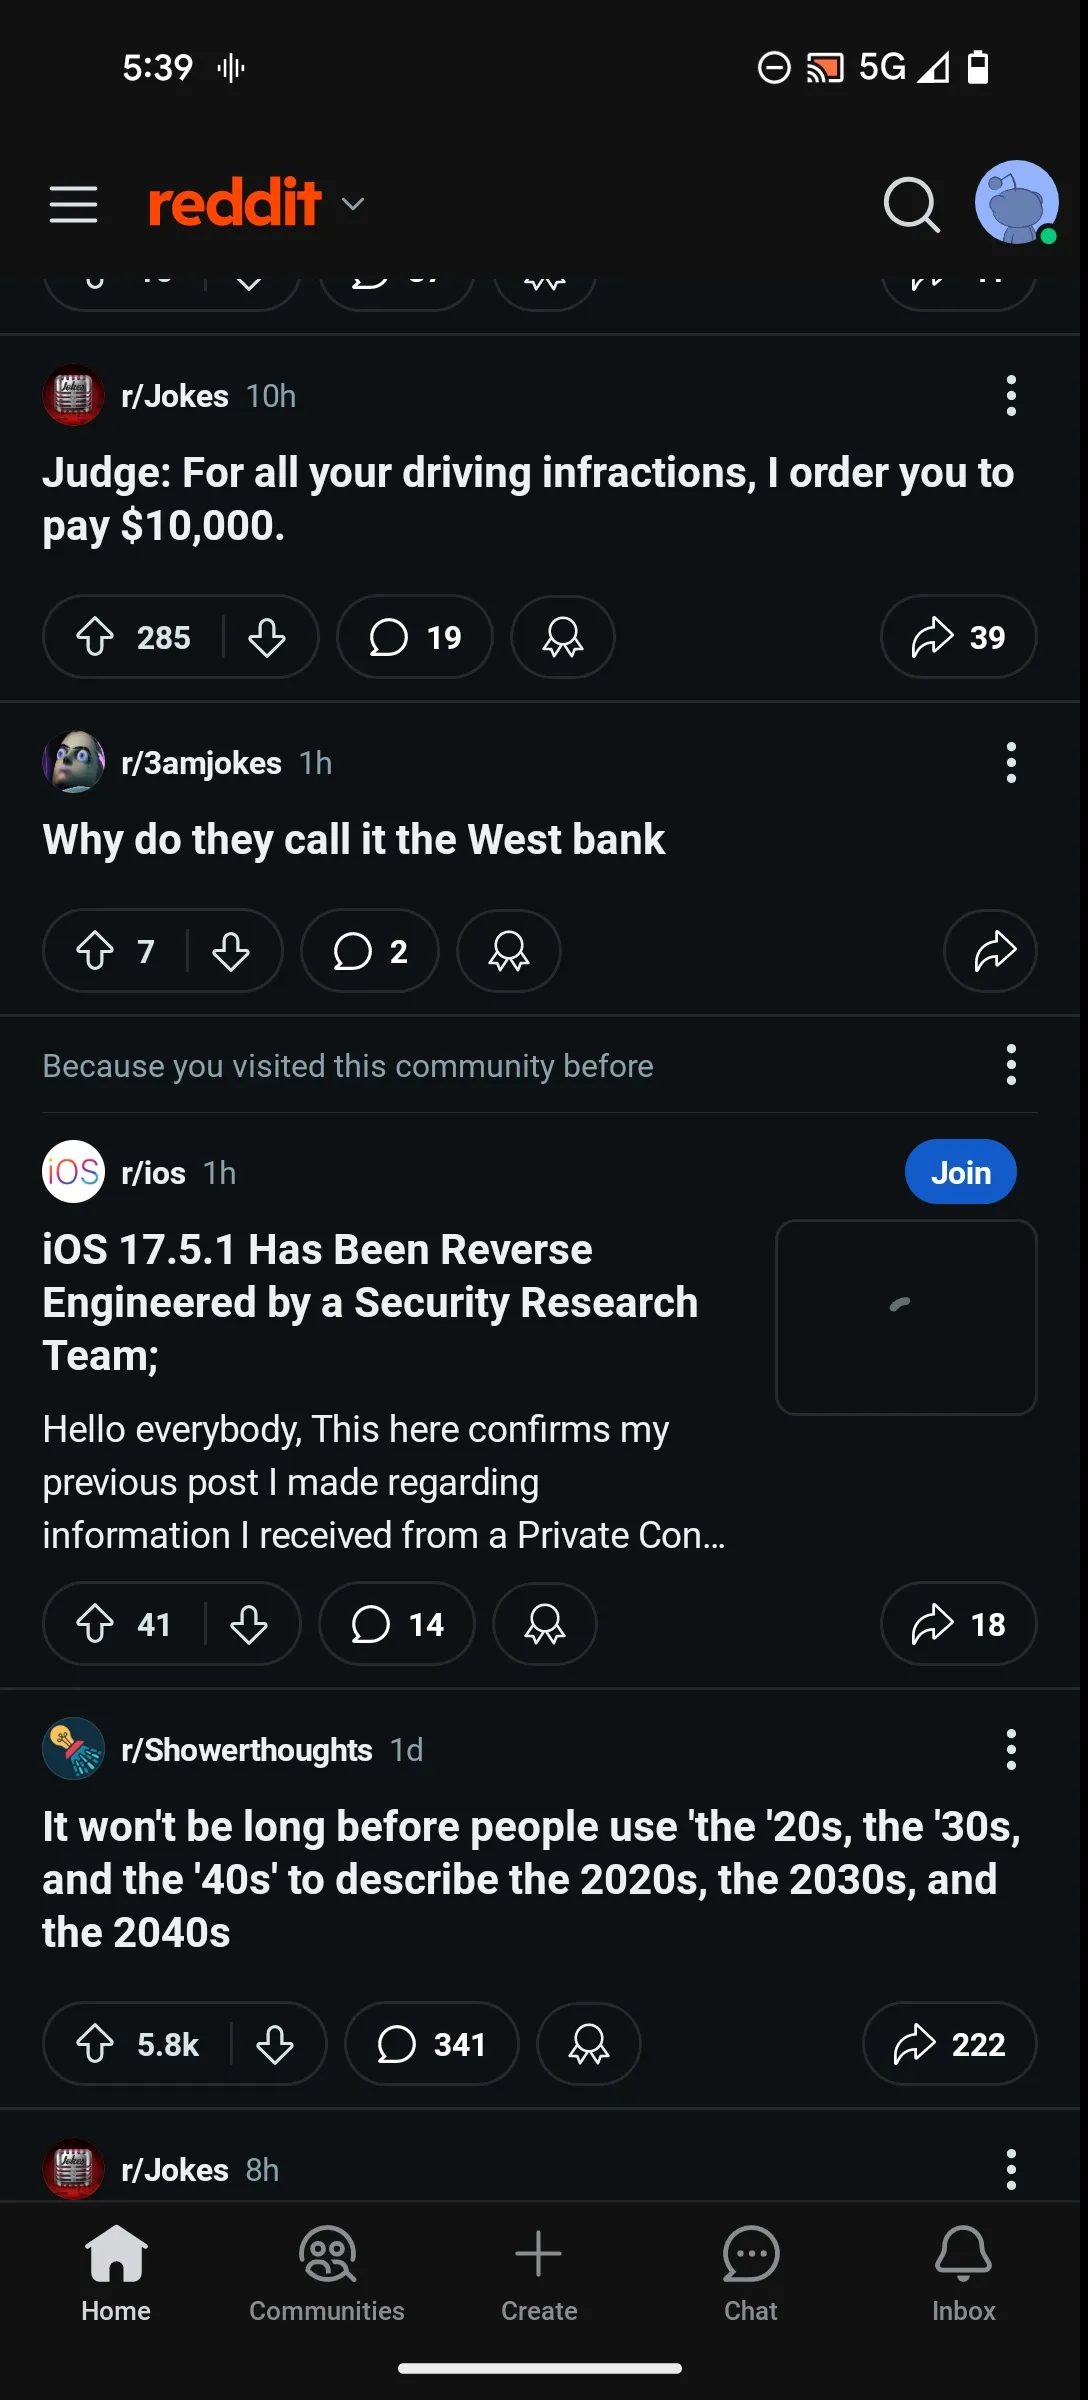 5:39
5G
reddit
r/Jokes 10h
Judge: For all your driving infractions, I order you to
pay $10,000.
285
19
39
r/3amjokes 1h
Why do they call it the West bank
7
2
Because you visited this community before
iOS
r/ios 1h
Join
iOS 17.5.1 Has Been Reverse
Engineered by a Security Research
Team;
Hello everybody, This here confirms my
previous post I made regarding
information I received from a Private Con...
41
14
18
r/Showerthoughts 1d
It won't be long before people use 'the '20s, the '30s,
and the '40s' to describe the 2020s, the 2030s, and
the 2040s
5.8k
341
222
r/Jokes 8h
Home
Communities
Create
Chat
Inbox